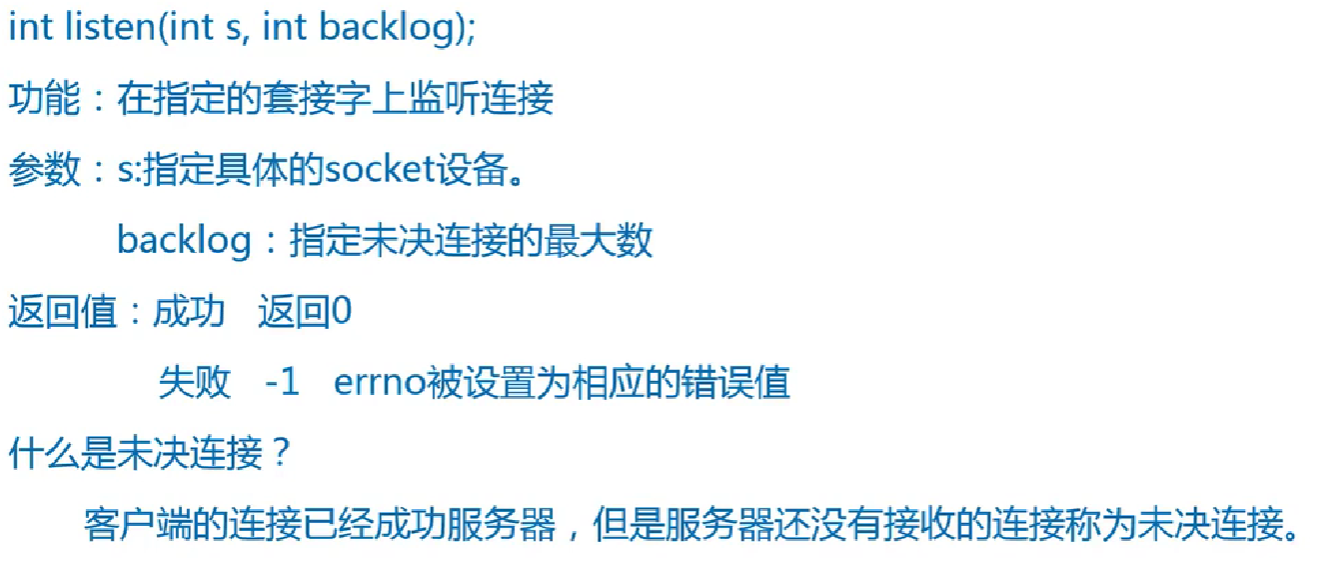 int listen(int s, int backlog);
功能：在指定的套接字上监听连接
参数：s:指定具体的socket设备。
backlog：指定未决连接的最大数
返回值：成功 返回0
失败 -1 errno被设置为相应的错误值
什么是未决连接？
客户端的连接已经成功服务器，但是服务器还没有接收的连接称为未决连接。